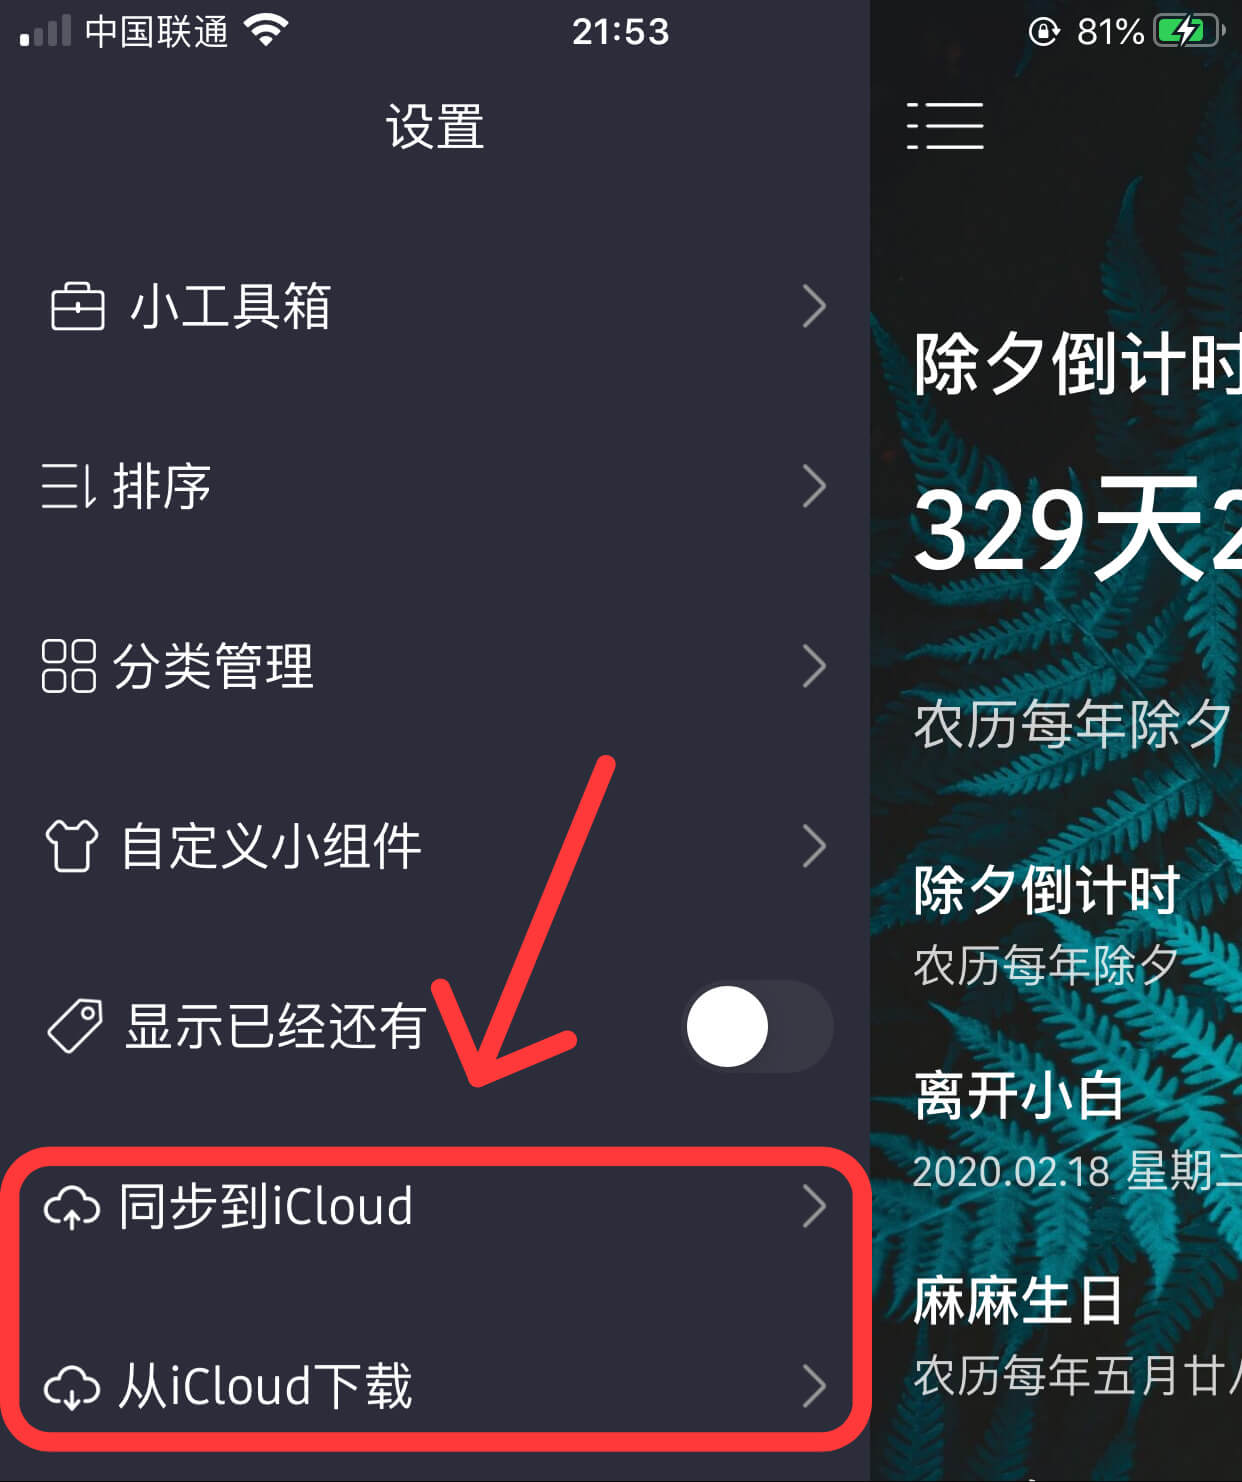 中国联通
21:53
81%
设置
小工具箱
排序
分类管理
自定义小组件
显示已经还有
同步到iCloud
从iCloud下载
除夕倒计时
329天2
农历每年除夕
除夕倒计时
农历每年除夕
离开小白
2020.02.18 星期二
麻麻生日
农历每年五月廿